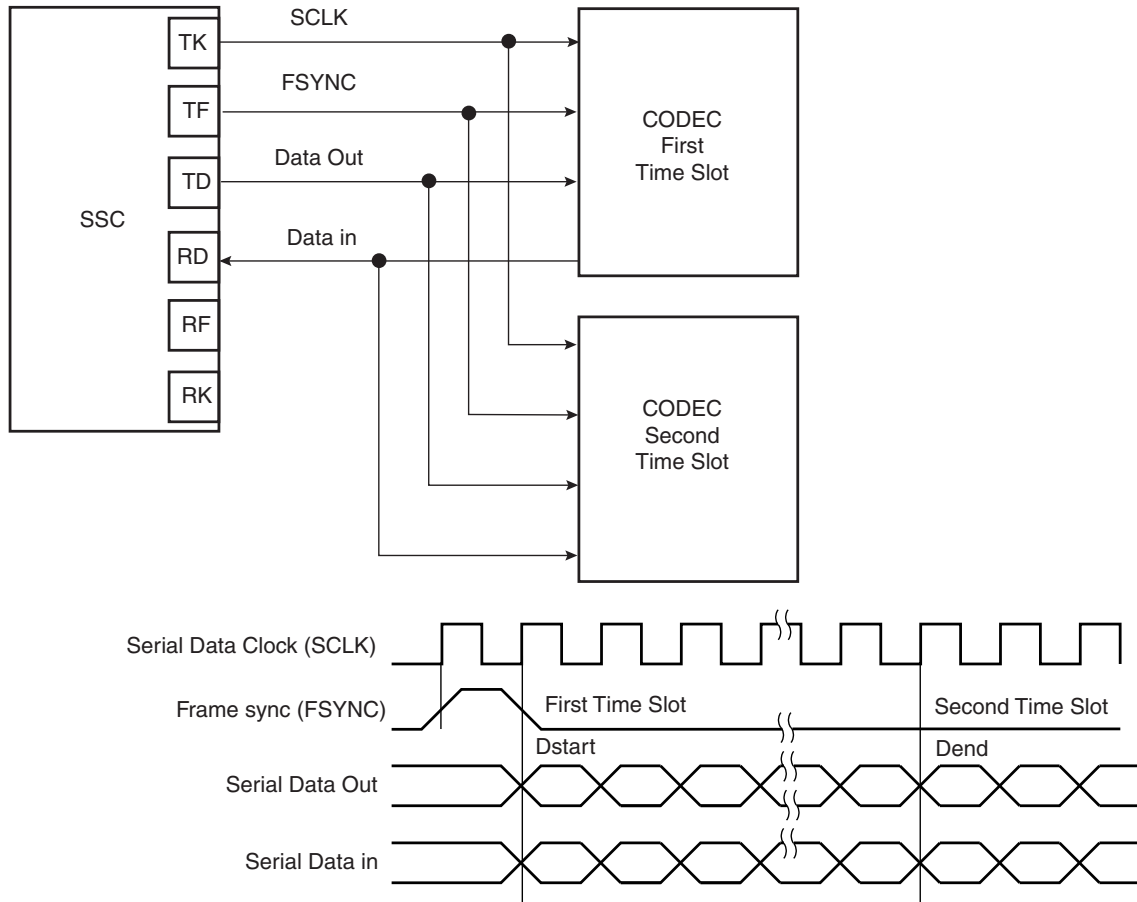 SSC
TK
TF
TD
RD
RF
RK
SCLK
FSYNC
Data Out
Data in
CODEC
First
Time Slot
CODEC
Second
Time Slot
Serial Data Clock (SCLK)
Frame sync (FSYNC)
First Time Slot
Second Time Slot
Dstart
Dend
Serial Data Out
Serial Data in